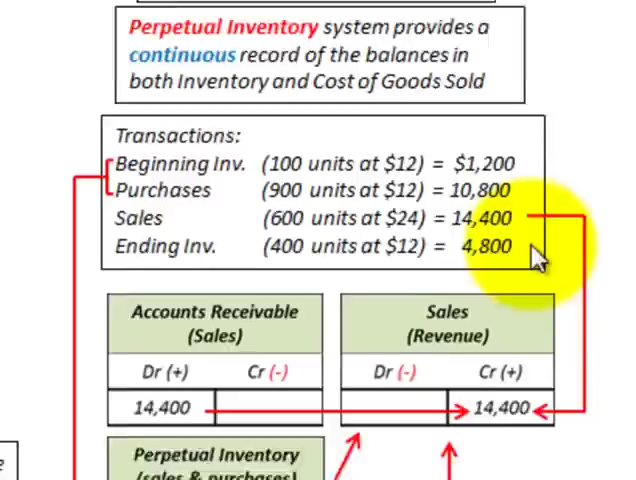 Perpetual Inventory system provides a
continuous record of the balances in
both Inventory and Cost of Goods Sold
Transactions:
Beginning Inv. (100 units at $12) = $1,200
Purchases (900 units at $12) = 10,800
Sales (600 units at $24) = 14,400
Ending Inv. (400 units at $12) = 4,800
Accounts Receivable
(Sales)
Dr (+) Cr (-)
14,400
Sales
(Revenue)
Dr (-) Cr (+)
14,400
e
Perpetual Inventory
(sales & purchases)